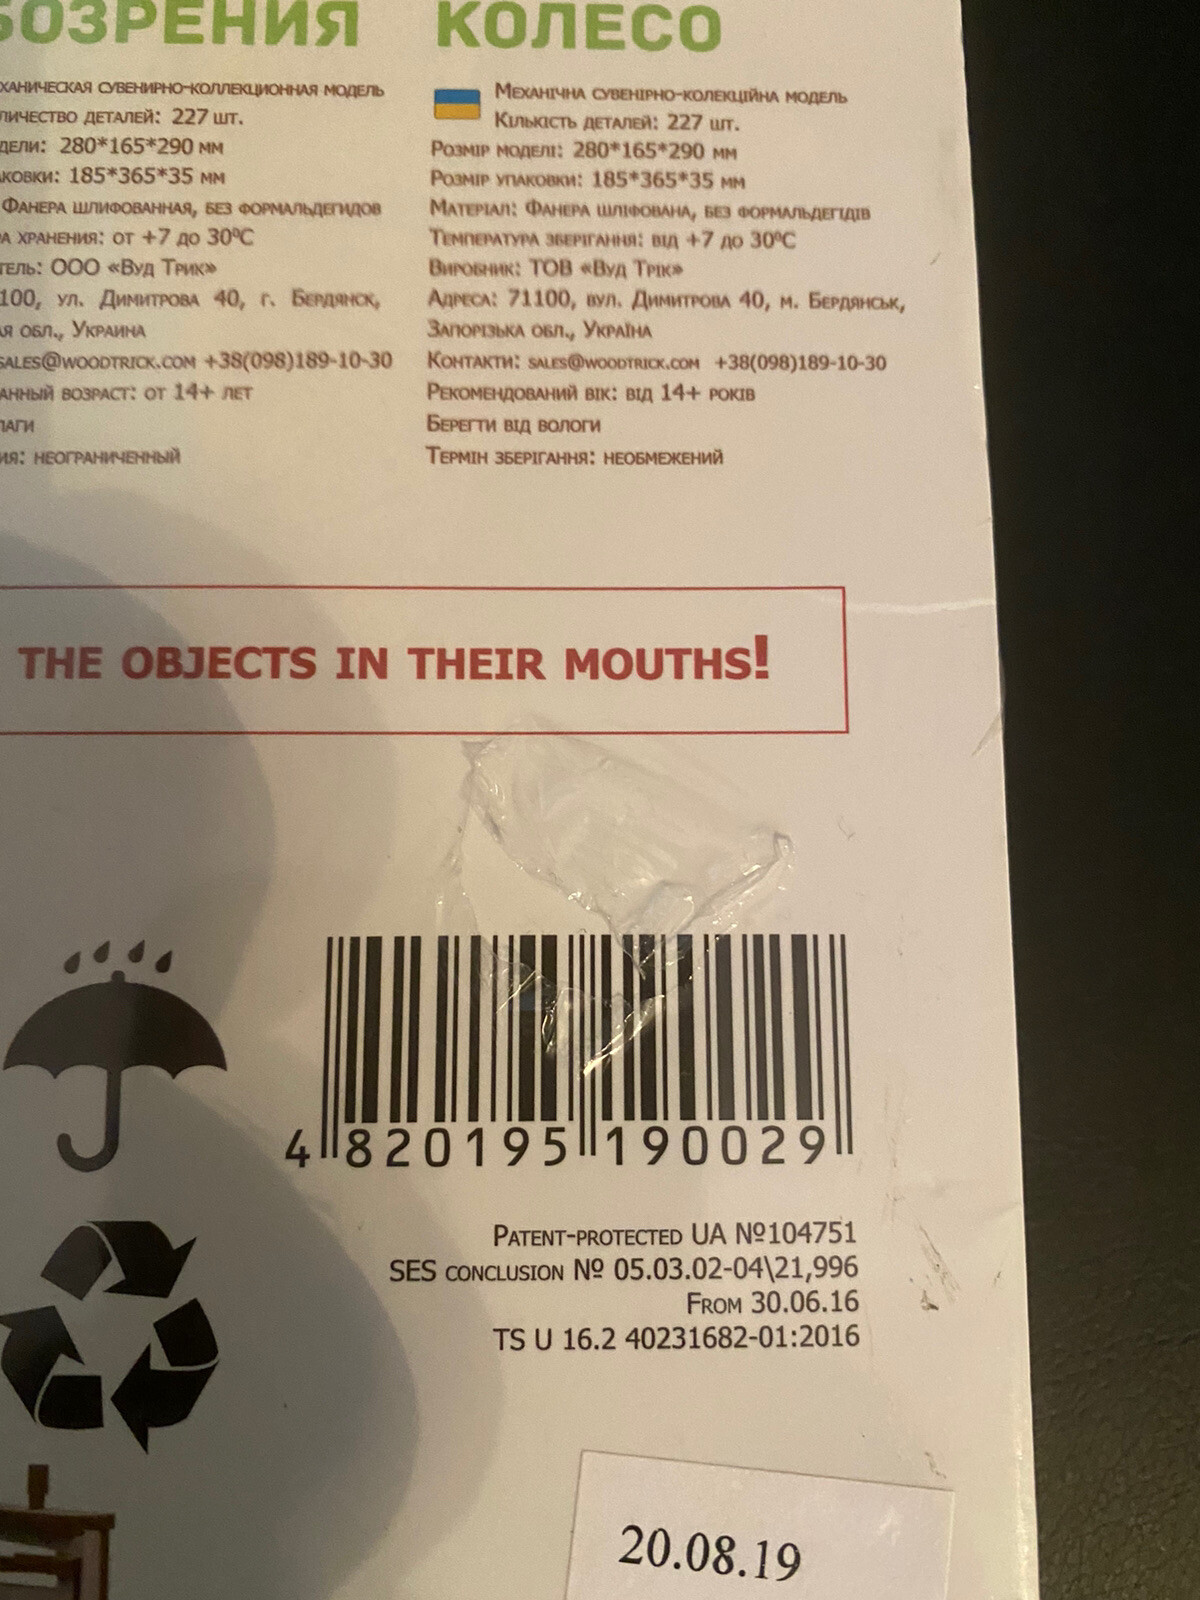 БОЗРЕНИЯ
ХАНИЧЕСКАЯ СУВЕНИРНО-КОЛЛЕКЦИОННАЯ МОДЕЛЬ
ЛИЧЕСТВО ДЕТАЛЕЙ: 227 ШТ.
ДЕЛИ: 280*165*290 ММ
АКОВКИ: 185*365*35 ММ
ФАНЕРА ШЛИФОВАННАЯ, БЕЗ ФОРМАЛЬДЕГИДОВ
РА ХРАНЕНИЯ: ОТ +7 ДО 30ºС
ТЕЛЬ: ООО «ВУД ТРИК»
100, УЛ. ДИМИТРОВА 40, Г. БЕРДЯНСК,
АЯ ОБЛ., УКРАИНА
SALES@WOODTRICK.COM +38(098)189-10-30
АННЫЙ ВОЗРАСТ: ОТ 14+ ЛЕТ
ЛАГИ
ИЯ: НЕОГРАНИЧЕННЫЙ
КОЛЕСО
МЕХАНІЧНА СУВЕНІРНО-КОЛЕКЦІЙНА МОДЕЛЬ
КІЛЬКІСТЬ ДЕТАЛЕЙ: 227 ШТ.
РОЗМІР МОДЕЛІ: 280*165*290 ММ
РОЗМІР УПАКОВКИ: 185*365*35 ММ
МАТЕРІАЛ: ФАНЕРА ШЛІФОВАНА, БЕЗ ФОРМАЛЬДЕГІДІВ
ТЕМПЕРАТУРА ЗБЕРІГАННЯ: ВІД +7 ДО 30ºС
ВИРОБНИК: ТОВ «ВУД ТРІК»
АДРЕСА: 71100, ВУЛ. ДИМИТРОВА 40, М. БЕРДЯНСЬК,
ЗАПОРІЗЬКА ОБЛ., УКРАЇНА
КОНТАКТИ: SALES@WOODTRICK.COM +38(098)189-10-30
РЕКОМЕНДОВАНИЙ ВІК: ВІД 14+ РОКІВ
БЕРЕГТИ ВІД ВОЛОГИ
ТЕРМІН ЗБЕРІГАННЯ: НЕОБМЕЖЕНИЙ
THE OBJECTS IN THEIR MOUTHS!
4 820195 190029
PATENT-PROTECTED UA №104751
SES CONCLUSION № 05.03.02-04\21,996
FROM 30.06.16
TS U 16.2 40231682-01:2016
20.08.19